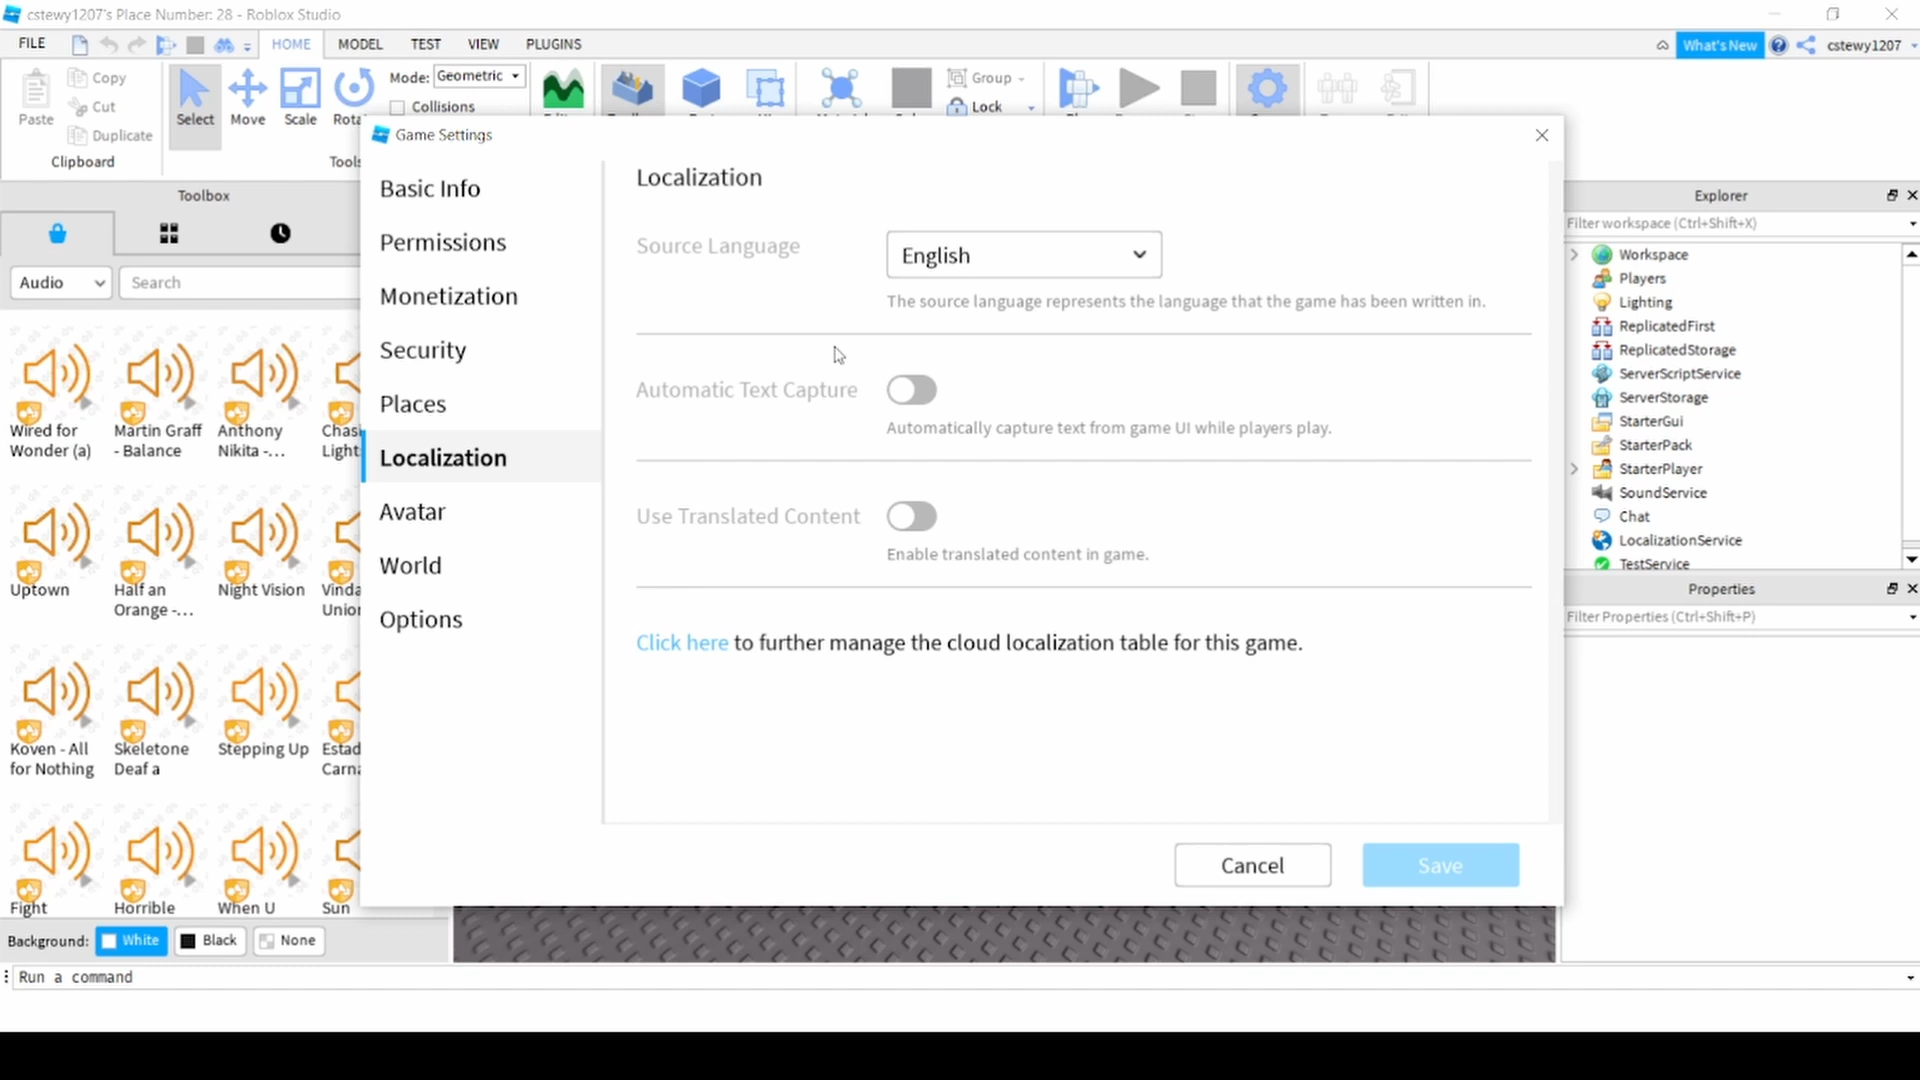 cstewy1207's Place Number: 28 - Roblox Studio
FILE
HOME
MODEL
TEST
VIEW
PLUGINS
What's New
cstewy1207
Paste
Copy
Cut
Duplicate
Clipboard
Select
Move
Scale
Mode: Geometric
Collisions
Group
Lock
Toolbox
Audio
Search
Wired for
Wonder (a)
Martin Graff
- Balance
Anthony
Nikita -...
Uptown
Half an
Orange -...
Night Vision
Koven - All
for Nothing
Skeletone
Deaf a
Stepping Up
Fight
Horrible
When U
Sun
Background: White Black None
Run a command
Game Settings
Basic Info
Permissions
Monetization
Security
Places
Localization
Avatar
World
Options
Localization
Source Language
English
The source language represents the language that the game has been written in.
Automatic Text Capture
Automatically capture text from game UI while players play.
Use Translated Content
Enable translated content in game.
Click here to further manage the cloud localization table for this game.
Cancel
Save
Explorer
Filter workspace (Ctrl+Shift+X)
Workspace
Players
Lighting
ReplicatedFirst
ReplicatedStorage
ServerScriptService
ServerStorage
StarterGui
StarterPack
StarterPlayer
SoundService
Chat
LocalizationService
TestService
Properties
Filter Properties (Ctrl+Shift+P)